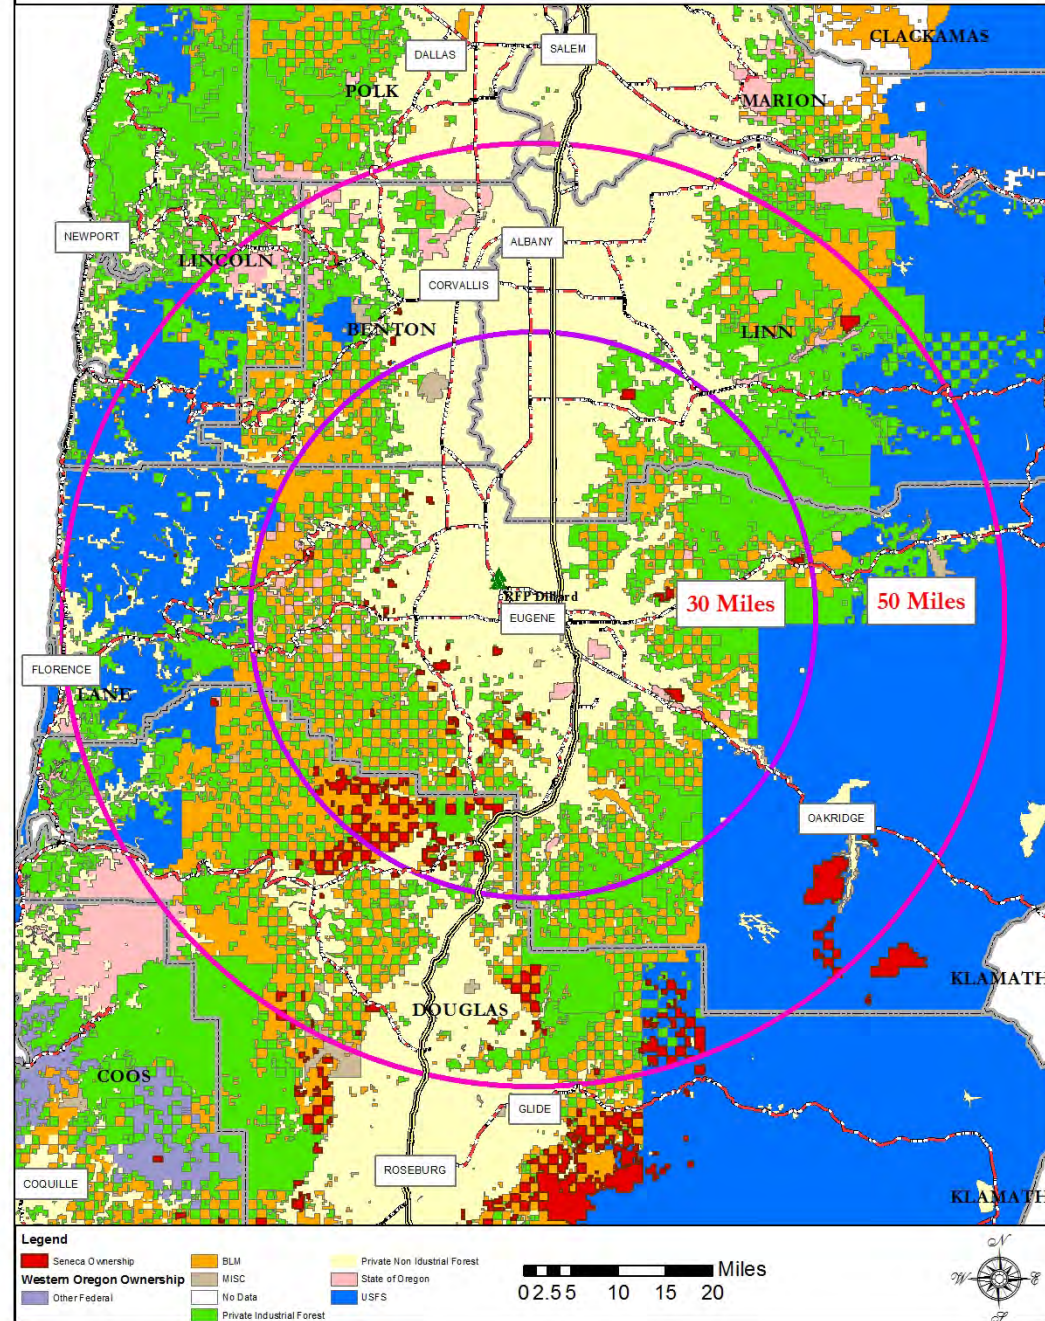 CLACKAMAS
SALEM
DALLAS
POLK
MARION
NEWPORT
ALBANY
LINCOLN
CORVALLIS
BENTON
LINN
RFP Dillard
30 Miles
50 Miles
EUGENE
FLORENCE
LANE
OAKRIDGE
KLAMATH
DOUGLAS
COOS
GLIDE
ROSEBURG
COQUILLE
KLAMATH
Legend
Seneca Ownership
Western Oregon Ownership
Other Federal
BLM
MISC
No Data
Private Industrial Forest
Private Non Idustrial Forest
State of Oregon
USFS
Miles
0 2.5 5 10 15 20
N
W E
S